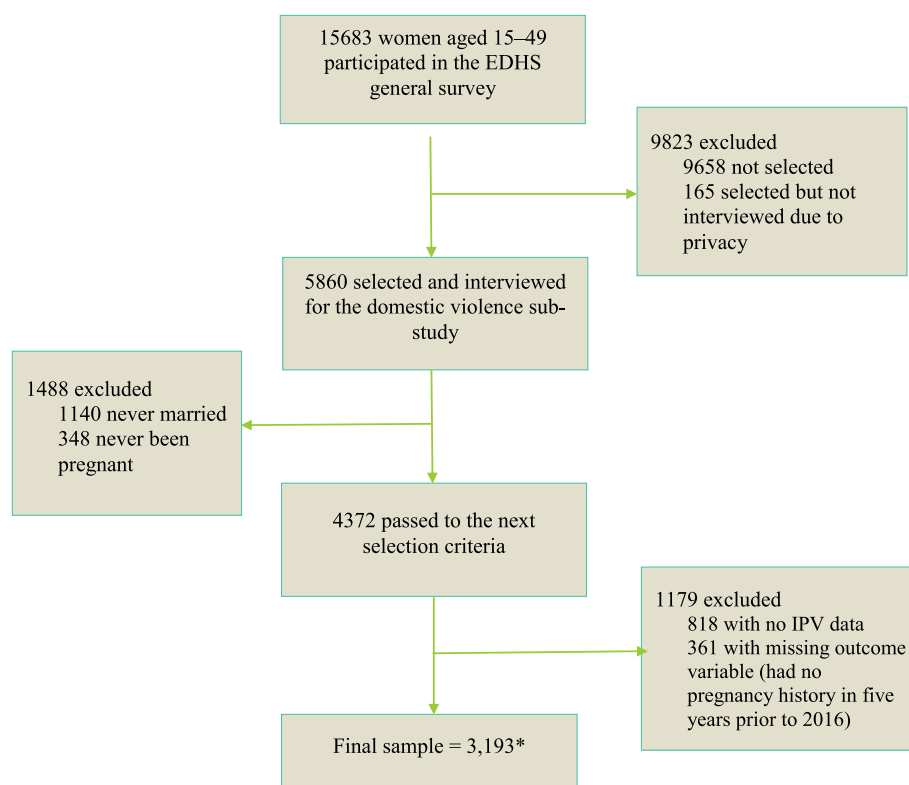 15683 women aged 15–49
participated in the EDHS
general survey
9823 excluded
9658 not selected
165 selected but not
interviewed due to
privacy
5860 selected and interviewed
for the domestic violence sub-
study
1488 excluded
1140 never married
348 never been
pregnant
4372 passed to the next
selection criteria
1179 excluded
818 with no IPV data
361 with missing outcome
variable (had no
pregnancy history in five
years prior to 2016)
Final sample = 3,193*